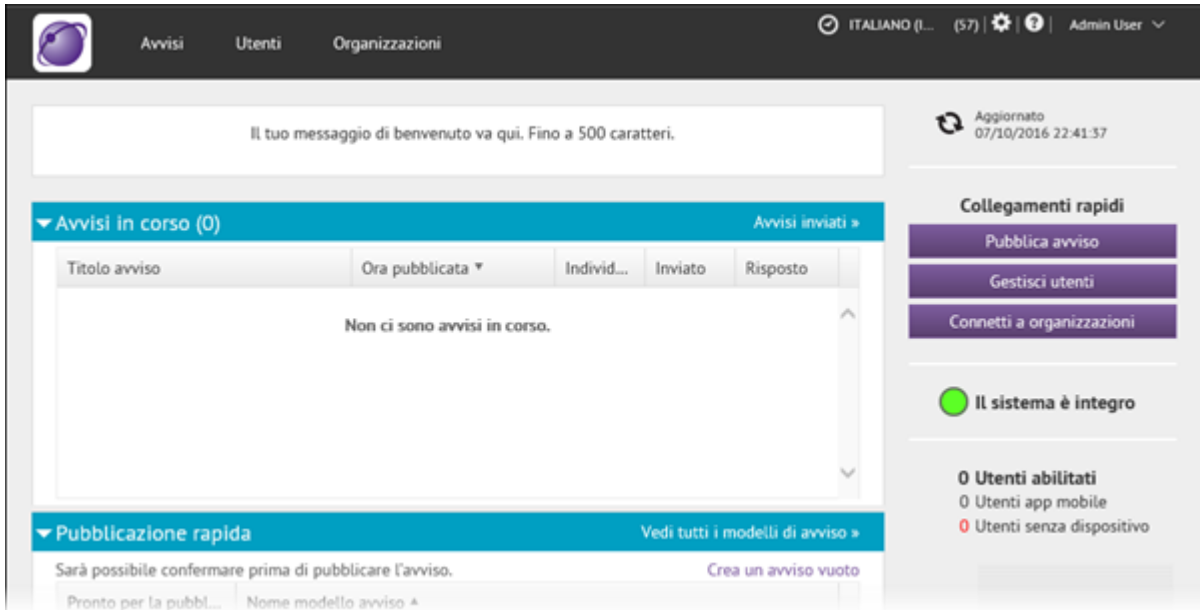 Avvisi Utenti Organizzazioni ITALIANO (I... (57) | | ? | Admin User
Il tuo messaggio di benvenuto va qui. Fino a 500 caratteri.
Aggiornato
07/10/2016 22:41:37
Avvisi in corso (0) Avvisi inviati »
Titolo avviso Ora pubblicata ▼ Individ... Inviato Risposto
Non ci sono avvisi in corso.
Collegamenti rapidi
Pubblica avviso
Gestisci utenti
Connetti a organizzazioni
Il sistema è integro
0 Utenti abilitati
0 Utenti app mobile
0 Utenti senza dispositivo
Pubblicazione rapida Vedi tutti i modelli di avviso »
Sarà possibile confermare prima di pubblicare l'avviso. Crea un avviso vuoto
Pronto per la pubbl... Nome modello avviso ▲